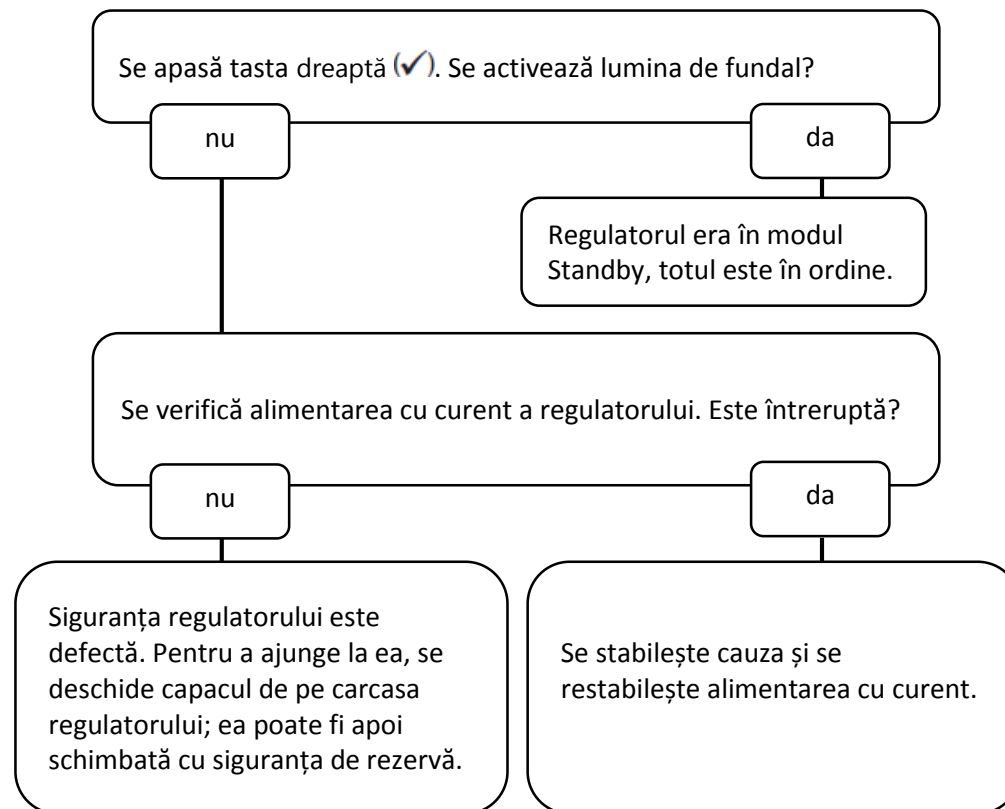 Se apasă tasta dreaptă (✓). Se activează lumina de fundal?
nu
da
Regulatorul era în modul
Standby, totul este în ordine.
Se verifică alimentarea cu curent a regulatorului. Este întreruptă?
nu
da
Siguranța regulatorului este
defectă. Pentru a ajunge la ea, se
deschide capacul de pe carcasa
regulatorului; ea poate fi apoi
schimbată cu siguranța de rezervă.
Se stabilește cauza și se
restabilește alimentarea cu curent.